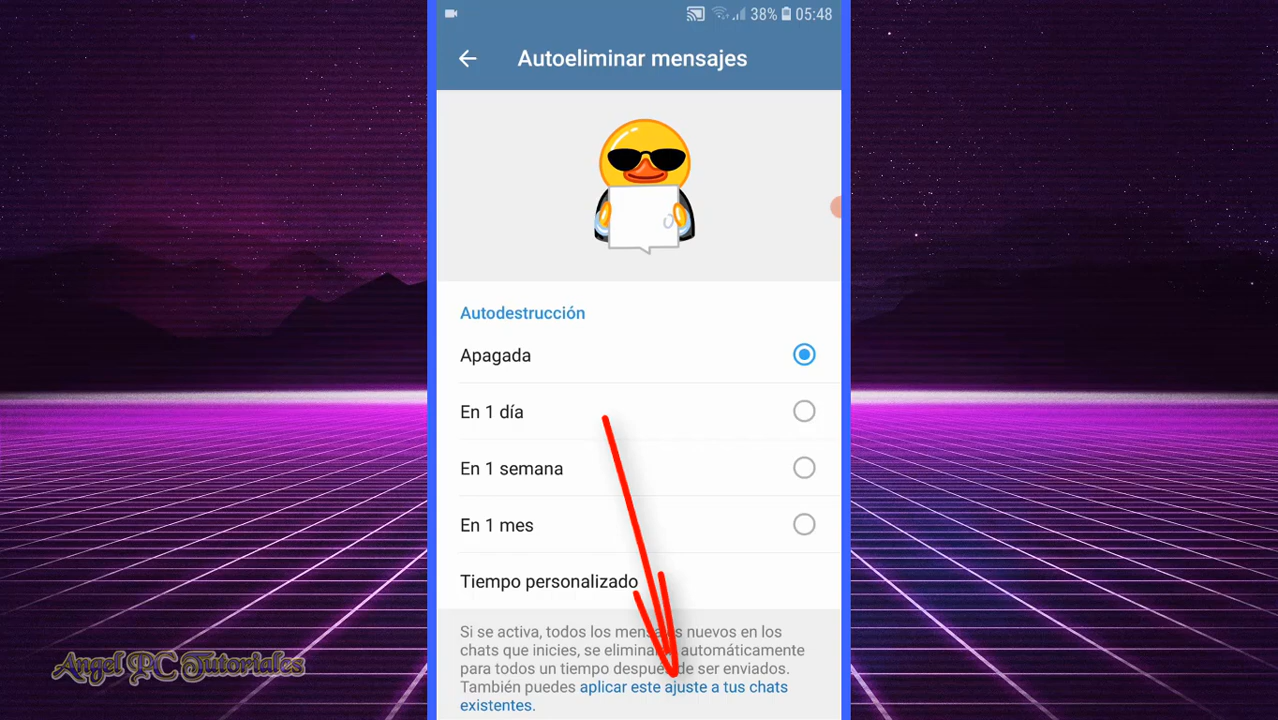 38% 05:48
Autoeliminar mensajes
Autodestrucción
Apagada
En 1 día
En 1 semana
En 1 mes
Tiempo personalizado
Si se activa, todos los mensajes nuevos en los
chats que inicies, se eliminan automáticamente
para todos un tiempo después de ser enviados.
También puedes aplicar este ajuste a tus chats
existentes.
Angel PC Tutoriales